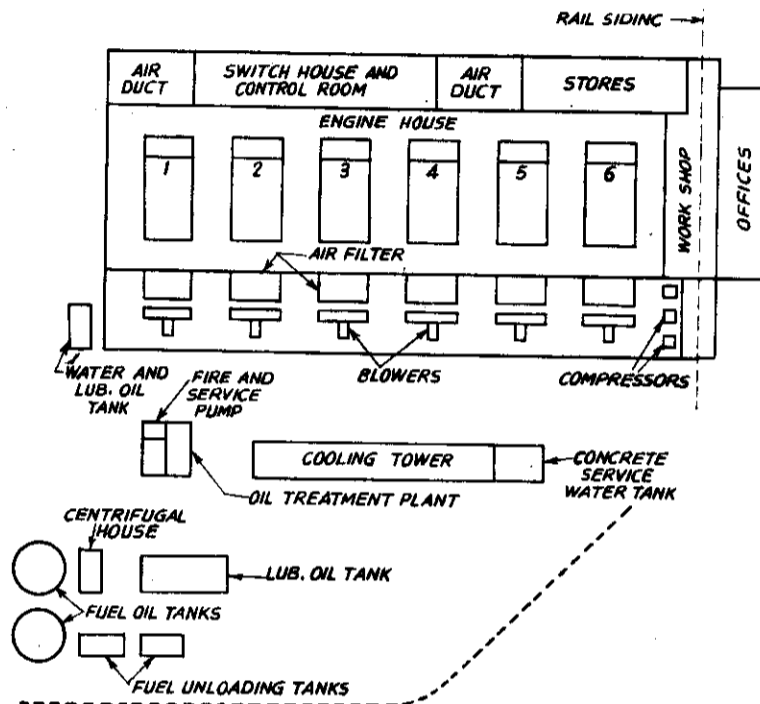 RAIL SIDING
AIR
DUCT
SWITCH HOUSE AND
CONTROL ROOM
AIR
DUCT
STORES
ENGINE HOUSE
1
2
3
4
5
6
WORK SHOP
OFFICES
AIR FILTER
WATER AND
LUB. OIL
TANK
FIRE AND
SERVICE
PUMP
BLOWERS
COMPRESSORS
COOLING TOWER
CONCRETE
SERVICE
WATER TANK
OIL TREATMENT PLANT
CENTRIFUGAL
HOUSE
LUB. OIL TANK
FUEL OIL TANKS
FUEL UNLOADING TANKS